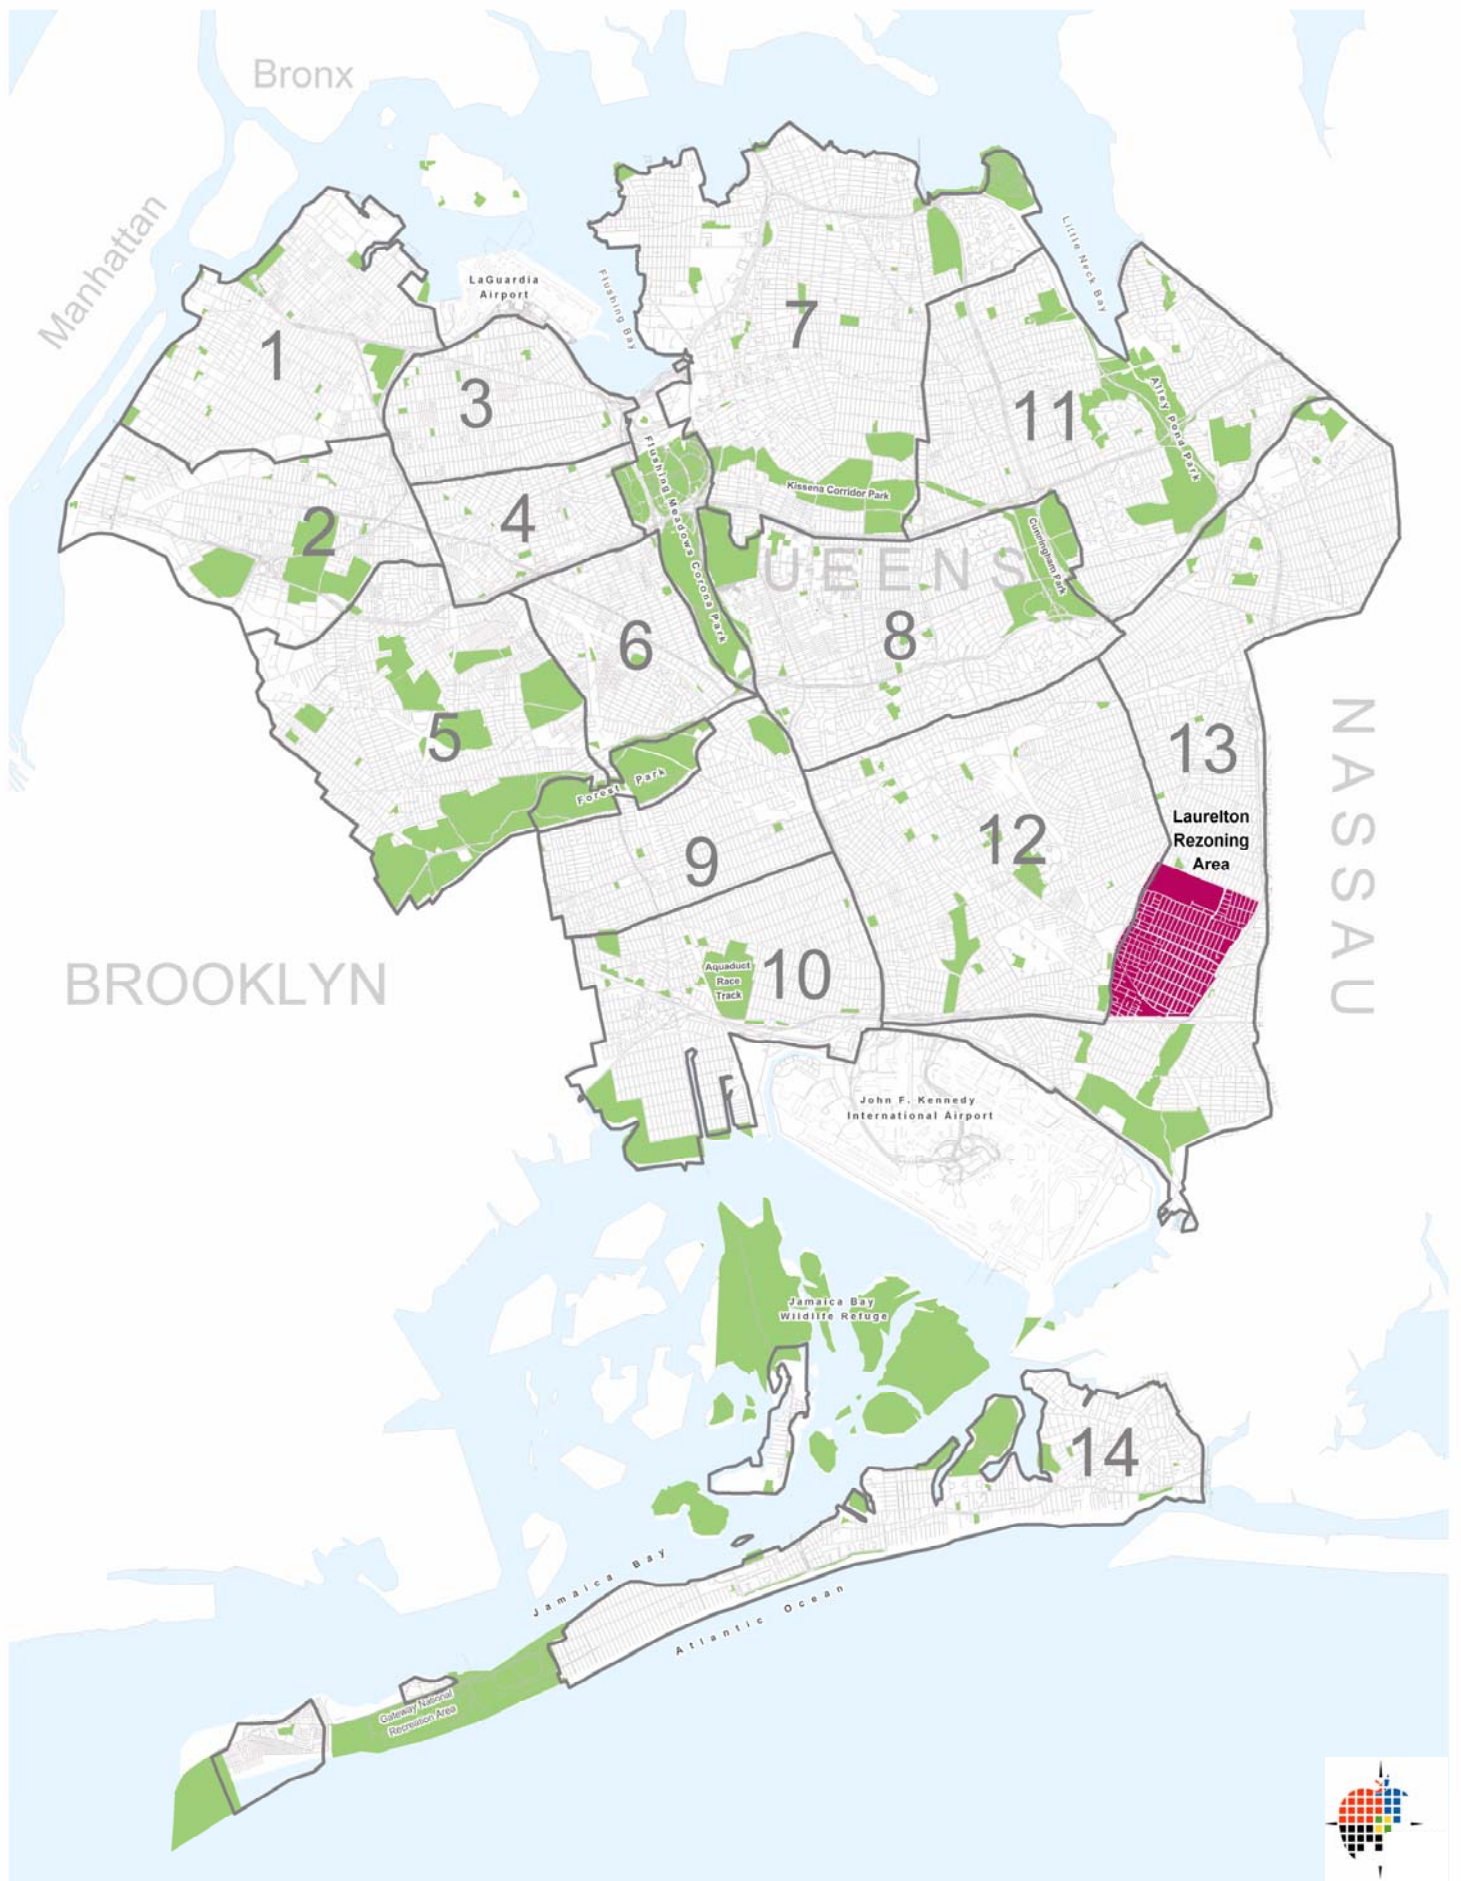 Bronx
Manhattan
LaGuardia
Airport
Flushing Bay
Little Neck Bay
1
3
7
11
Alley Pond Park
Flushing Meadows Corona Park
Kissena Corridor Park
2
4
Cunningham Park
QUEENS
6
8
5
13
NASSAU
Forest Park
Laurelton
Rezoning
Area
12
9
BROOKLYN
Aquaduct
Race
Track
10
John F. Kennedy
International Airport
Jamaica Bay
Wildlife Refuge
14
Jamaica Bay
Atlantic Ocean
Gateway National
Recreation Area